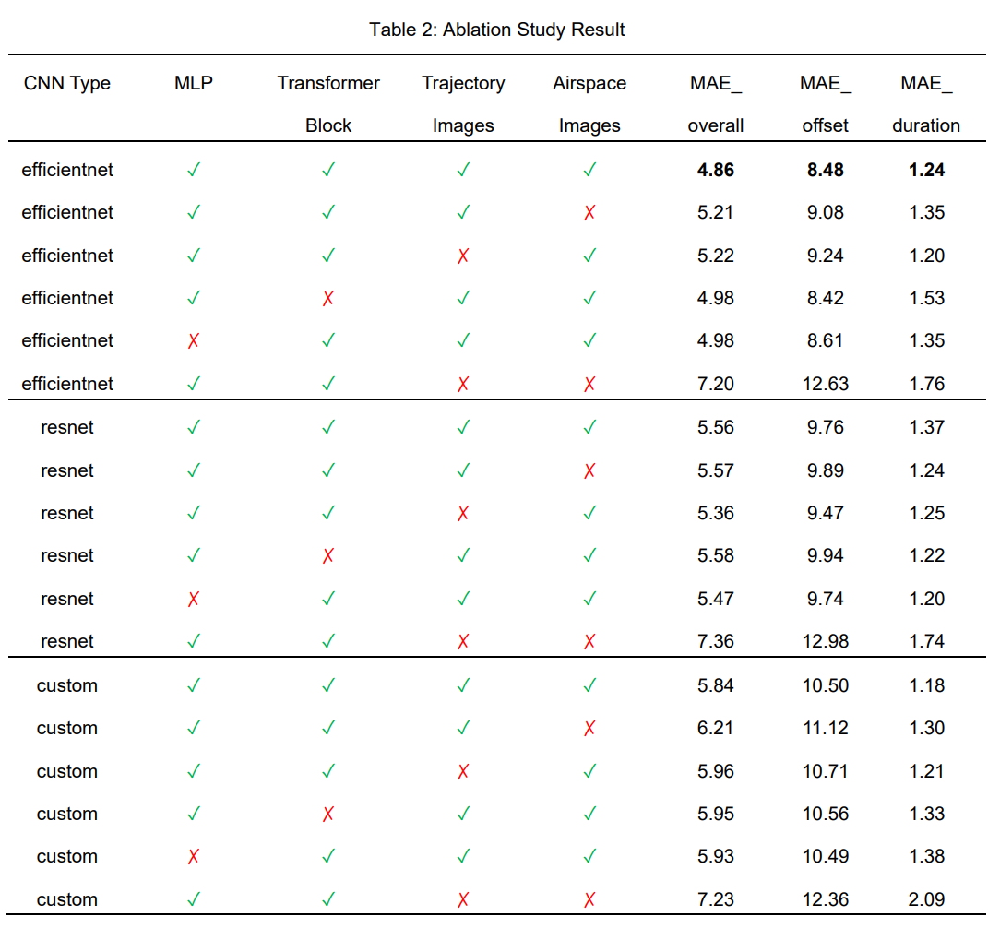 Table 2: Ablation Study Result
CNN Type MLP Transformer Trajectory Airspace MAE_ MAE_ MAE_
Block Images Images overall offset duration
efficientnet ✓ ✓ ✓ ✓ 4.86 8.48 1.24
efficientnet ✓ ✓ ✓ ✗ 5.21 9.08 1.35
efficientnet ✓ ✓ ✗ ✓ 5.22 9.24 1.20
efficientnet ✓ ✗ ✓ ✓ 4.98 8.42 1.53
efficientnet ✗ ✓ ✓ ✓ 4.98 8.61 1.35
efficientnet ✓ ✓ ✗ ✗ 7.20 12.63 1.76
resnet ✓ ✓ ✓ ✓ 5.56 9.76 1.37
resnet ✓ ✓ ✓ ✗ 5.57 9.89 1.24
resnet ✓ ✓ ✗ ✓ 5.36 9.47 1.25
resnet ✓ ✗ ✓ ✓ 5.58 9.94 1.22
resnet ✗ ✓ ✓ ✓ 5.47 9.74 1.20
resnet ✓ ✓ ✗ ✗ 7.36 12.98 1.74
custom ✓ ✓ ✓ ✓ 5.84 10.50 1.18
custom ✓ ✓ ✓ ✗ 6.21 11.12 1.30
custom ✓ ✓ ✗ ✓ 5.96 10.71 1.21
custom ✓ ✗ ✓ ✓ 5.95 10.56 1.33
custom ✗ ✓ ✓ ✓ 5.93 10.49 1.38
custom ✓ ✓ ✗ ✗ 7.23 12.36 2.09